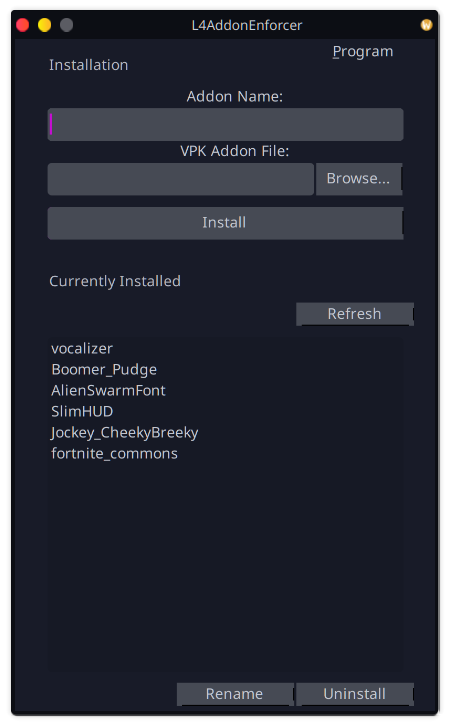 L4AddonEnforcer
Program
Installation
Addon Name:
VPK Addon File:
Browse...
Install
Currently Installed
Refresh
vocalizer
Boomer_Pudge
AlienSwarmFont
SlimHUD
Jockey_CheekyBreeky
fortnite_commons
Rename
Uninstall